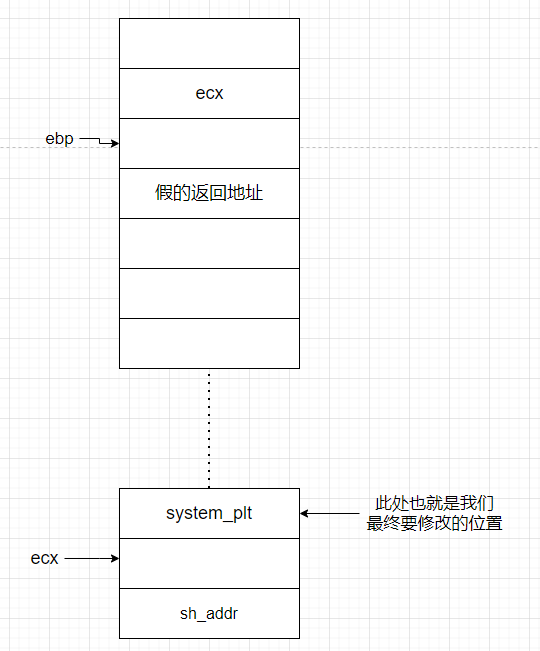 ecx
ebp
假的返回地址
system_plt
此处也就是我们
最终要修改的位置
ecx
sh_addr